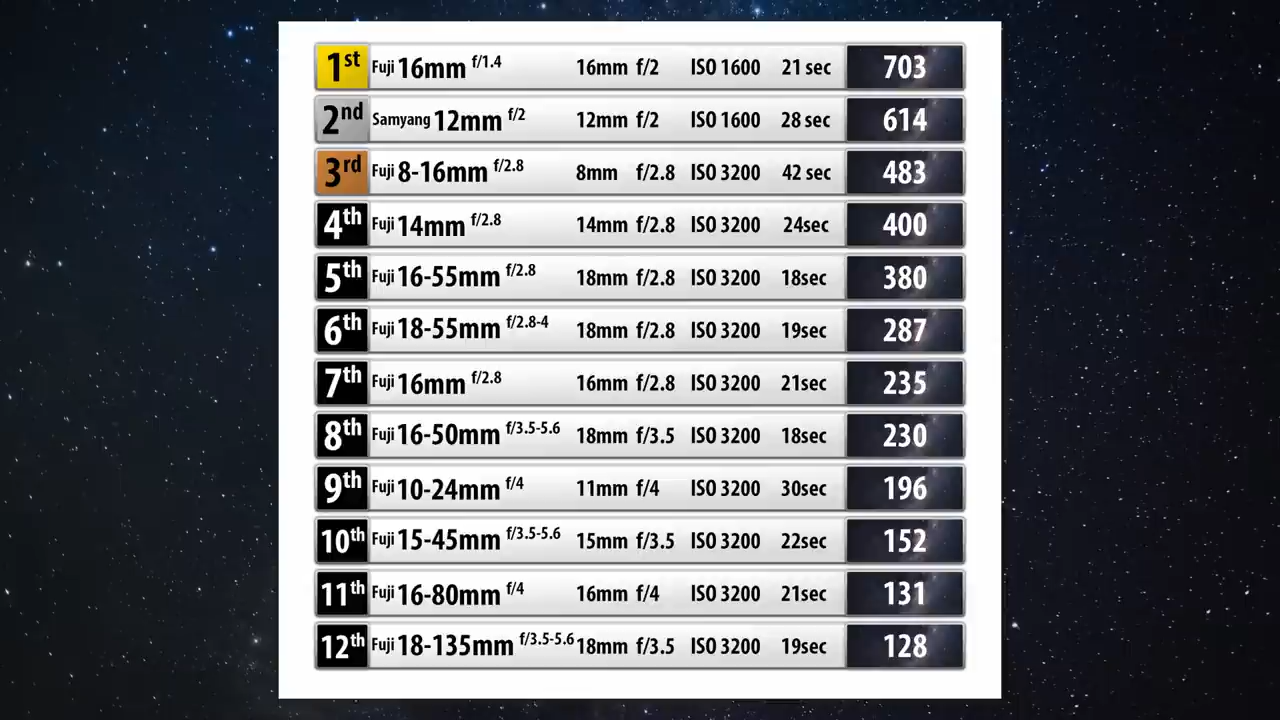 1st Fuji 16mm f/1.4 16mm f/2 ISO 1600 21 sec 703
2nd Samyang 12mm f/2 12mm f/2 ISO 1600 28 sec 614
3rd Fuji 8-16mm f/2.8 8mm f/2.8 ISO 3200 42 sec 483
4th Fuji 14mm f/2.8 14mm f/2.8 ISO 3200 24sec 400
5th Fuji 16-55mm f/2.8 18mm f/2.8 ISO 3200 18sec 380
6th Fuji 18-55mm f/2.8-4 18mm f/2.8 ISO 3200 19sec 287
7th Fuji 16mm f/2.8 16mm f/2.8 ISO 3200 21sec 235
8th Fuji 16-50mm f/3.5-5.6 18mm f/3.5 ISO 3200 18sec 230
9th Fuji 10-24mm f/4 11mm f/4 ISO 3200 30sec 196
10th Fuji 15-45mm f/3.5-5.6 15mm f/3.5 ISO 3200 22sec 152
11th Fuji 16-80mm f/4 16mm f/4 ISO 3200 21sec 131
12th Fuji 18-135mm f/3.5-5.6 18mm f/3.5 ISO 3200 19sec 128